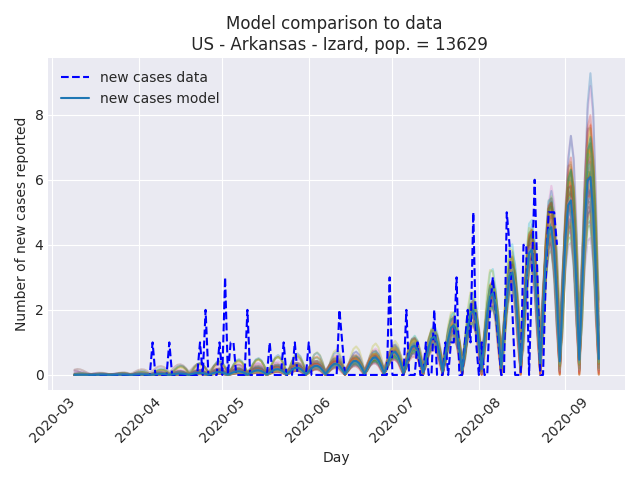 Model comparison to data
US - Arkansas - Izard, pop. = 13629
new cases data
new cases model
Number of new cases reported
8
6
4
2
0
2020-03
2020-04
2020-05
2020-06
2020-07
2020-08
2020-09
Day